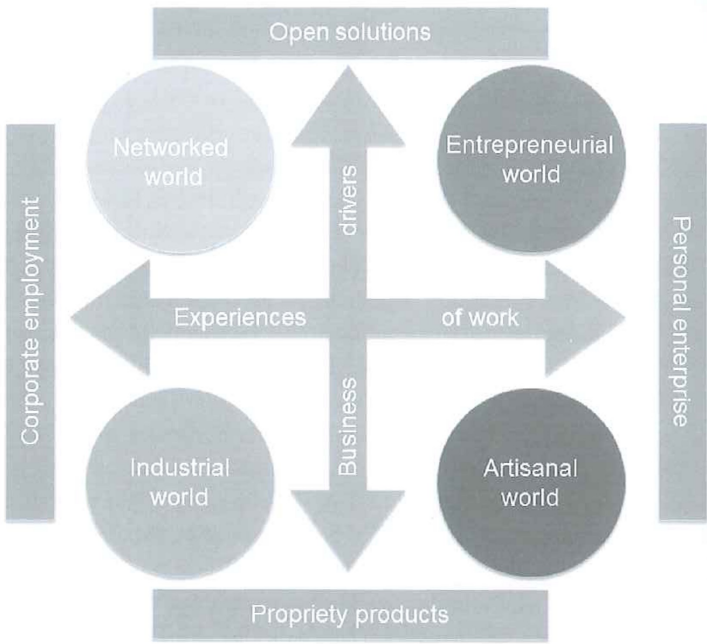 Open solutions
Networked
world
Entrepreneurial
world
drivers
Corporate employment
Personal enterprise
Experiences
of work
Business
Industrial
world
Artisanal
world
Propriety products